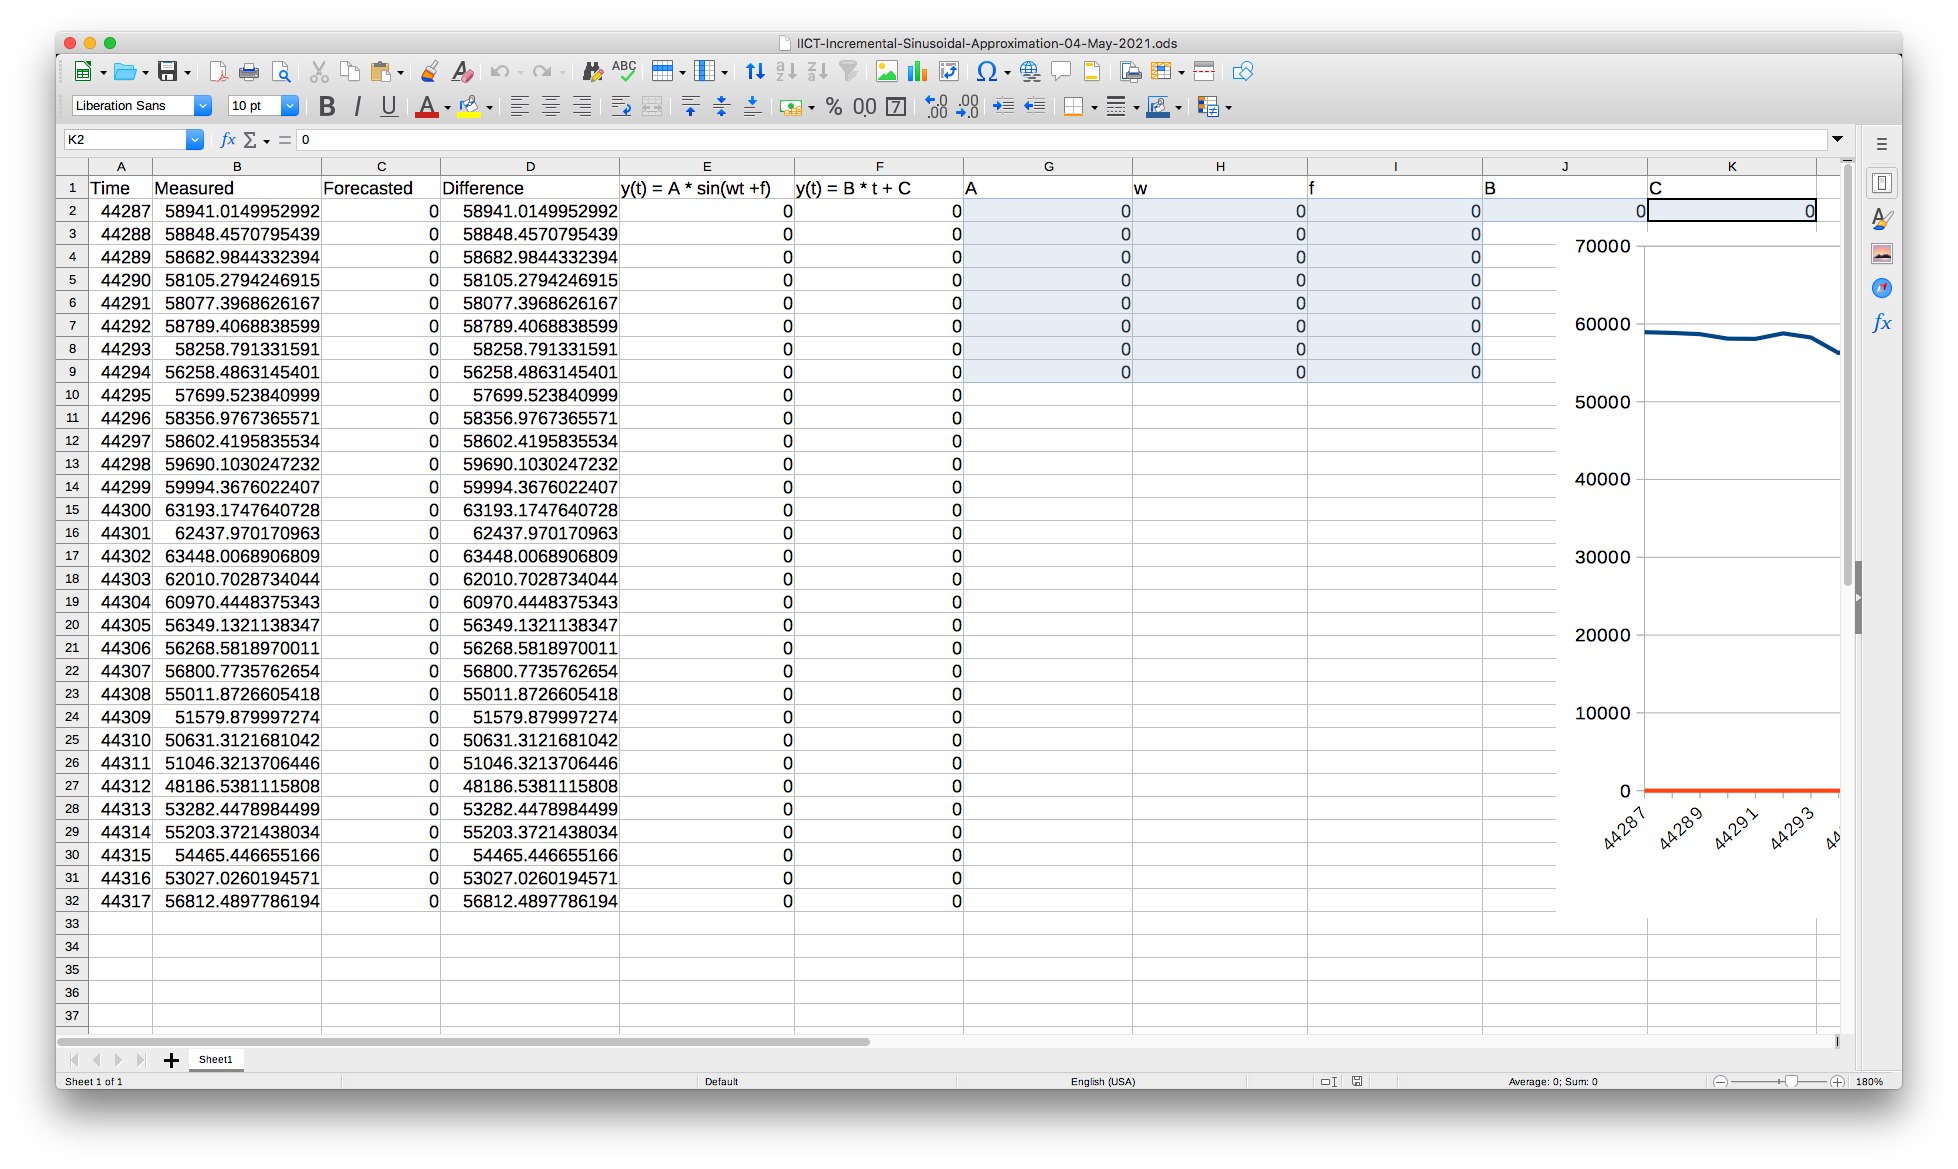 IICT-Incremental-Sinusoidal-Approximation-04-May-2021.ods
ABC
Liberation Sans 10 pt B I U A % 0.0 7 .00 .00
K2 fx Σ = 0
A B C D E F G H I J K
1 Time Measured Forecasted Difference y(t) = A * sin(wt +f) y(t) = B * t + C A w f B C
2 44287 58941.0149952992 0 58941.0149952992 0 0 0 0 0 0 0
3 44288 58848.4570795439 0 58848.4570795439 0 0 0 0 0
4 44289 58682.9844332394 0 58682.9844332394 0 0 0 0 0
5 44290 58105.2794246915 0 58105.2794246915 0 0 0 0 0
6 44291 58077.3968626167 0 58077.3968626167 0 0 0 0 0
7 44292 58789.4068838599 0 58789.4068838599 0 0 0 0 0
8 44293 58258.791331591 0 58258.791331591 0 0 0 0 0
9 44294 56258.4863145401 0 56258.4863145401 0 0 0 0 0
10 44295 57699.523840999 0 57699.523840999 0 0
11 44296 58356.9767365571 0 58356.9767365571 0 0
12 44297 58602.4195835534 0 58602.4195835534 0 0
13 44298 59690.1030247232 0 59690.1030247232 0 0
14 44299 59994.3676022407 0 59994.3676022407 0 0
15 44300 63193.1747640728 0 63193.1747640728 0 0
16 44301 62437.970170963 0 62437.970170963 0 0
17 44302 63448.0068906809 0 63448.0068906809 0 0
18 44303 62010.7028734044 0 62010.7028734044 0 0
19 44304 60970.4448375343 0 60970.4448375343 0 0
20 44305 56349.1321138347 0 56349.1321138347 0 0
21 44306 56268.5818970011 0 56268.5818970011 0 0
22 44307 56800.7735762654 0 56800.7735762654 0 0
23 44308 55011.8726605418 0 55011.8726605418 0 0
24 44309 51579.879997274 0 51579.879997274 0 0
25 44310 50631.3121681042 0 50631.3121681042 0 0
26 44311 51046.3213706446 0 51046.3213706446 0 0
27 44312 48186.5381115808 0 48186.5381115808 0 0
28 44313 53282.4478984499 0 53282.4478984499 0 0
29 44314 55203.3721438034 0 55203.3721438034 0 0
30 44315 54465.446655166 0 54465.446655166 0 0
31 44316 53027.0260194571 0 53027.0260194571 0 0
32 44317 56812.4897786194 0 56812.4897786194 0 0
33
34
35
36
37
70000
60000
50000
40000
30000
20000
10000
0
44287 44289 44291 44293
fx
Sheet1
Sheet 1 of 1 Default English (USA) Average: 0; Sum: 0 180%